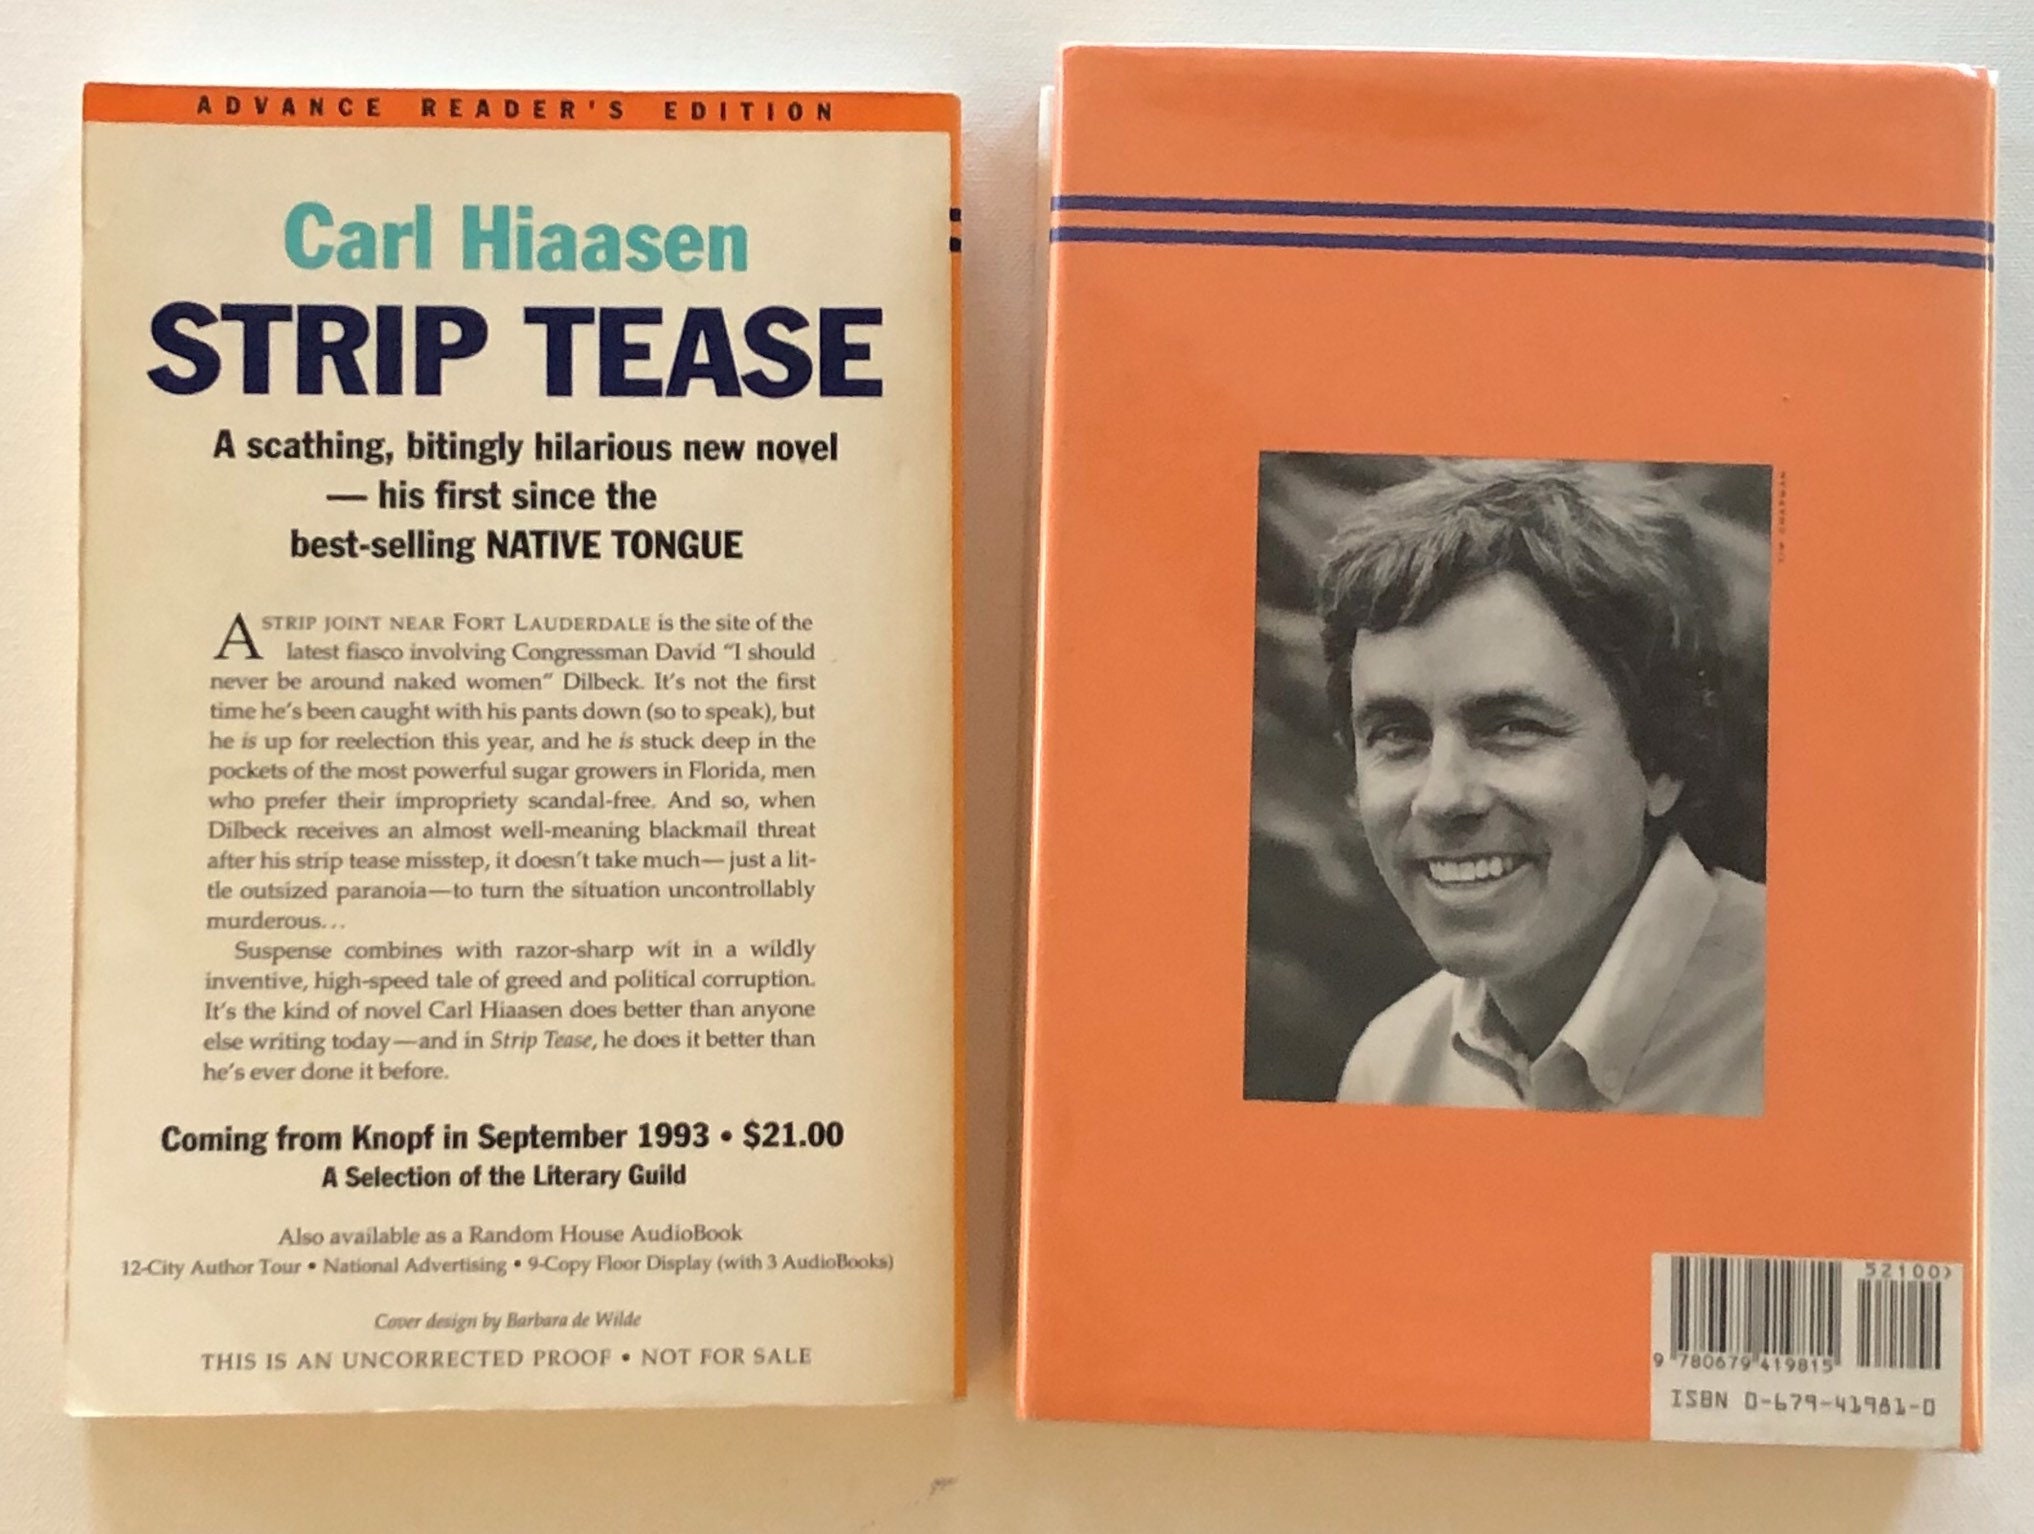 ADVANCE READER'S EDITION
Carl Hiaasen
STRIP TEASE
A scathing, bitingly hilarious new novel
— his first since the
best-selling NATIVE TONGUE
A STRIP JOINT NEAR FORT LAUDERDALE is the site of the
latest fiasco involving Congressman David "I should
never be around naked women" Dilbeck. It's not the first
time he's been caught with his pants down (so to speak), but
he is up for reelection this year, and he is stuck deep in the
pockets of the most powerful sugar growers in Florida, men
who prefer their impropriety scandal-free. And so, when
Dilbeck receives an almost well-meaning blackmail threat
after his strip tease misstep, it doesn't take much—just a lit-
tle outsized paranoia—to turn the situation uncontrollably
murderous...
Suspense combines with razor-sharp wit in a wildly
inventive, high-speed tale of greed and political corruption.
It's the kind of novel Carl Hiaasen does better than anyone
else writing today—and in Strip Tease, he does it better than
he's ever done it before.
Coming from Knopf in September 1993 • $21.00
A Selection of the Literary Guild
Also available as a Random House AudioBook
12-City Author Tour • National Advertising • 9-Copy Floor Display (with 3 AudioBooks)
Cover design by Barbara de Wilde
THIS IS AN UNCORRECTED PROOF • NOT FOR SALE
TIM CHAPMAN
52100>
9 780679 419815
ISBN 0-679-41981-0